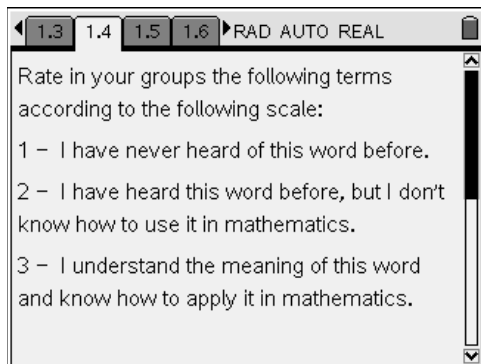 1.3 1.4 1.5 1.6 RAD AUTO REAL
Rate in your groups the following terms
according to the following scale:
1 – I have never heard of this word before.
2 – I have heard this word before, but I don't
know how to use it in mathematics.
3 – I understand the meaning of this word
and know how to apply it in mathematics.